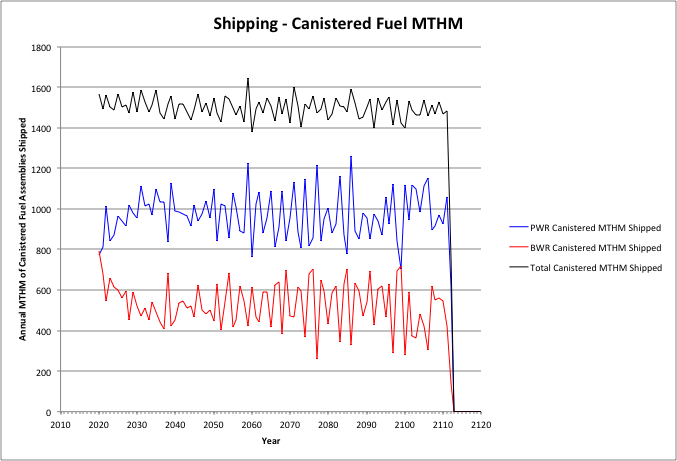 Shipping - Canistered Fuel MTHM
Annual MTHM of Canistered Fuel Assemblies Shipped
1800
1600
1400
1200
1000
800
600
400
200
0
2010 2020 2030 2040 2050 2060 2070 2080 2090 2100 2110 2120
Year
PWR Canistered MTHM Shipped
BWR Canistered MTHM Shipped
Total Canistered MTHM Shipped